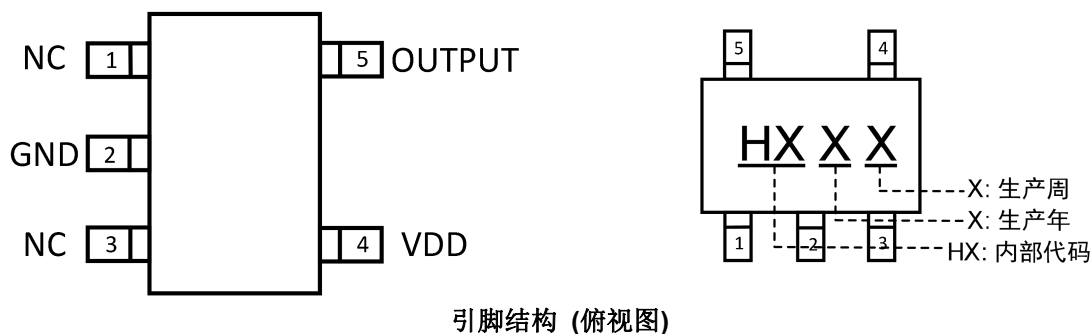 NC 1
5 OUTPUT
GND 2
NC 3
4 VDD
5 4
HX X X
X: 生产周
X: 生产年
HX: 内部代码
1 2 3
引脚结构 (俯视图)